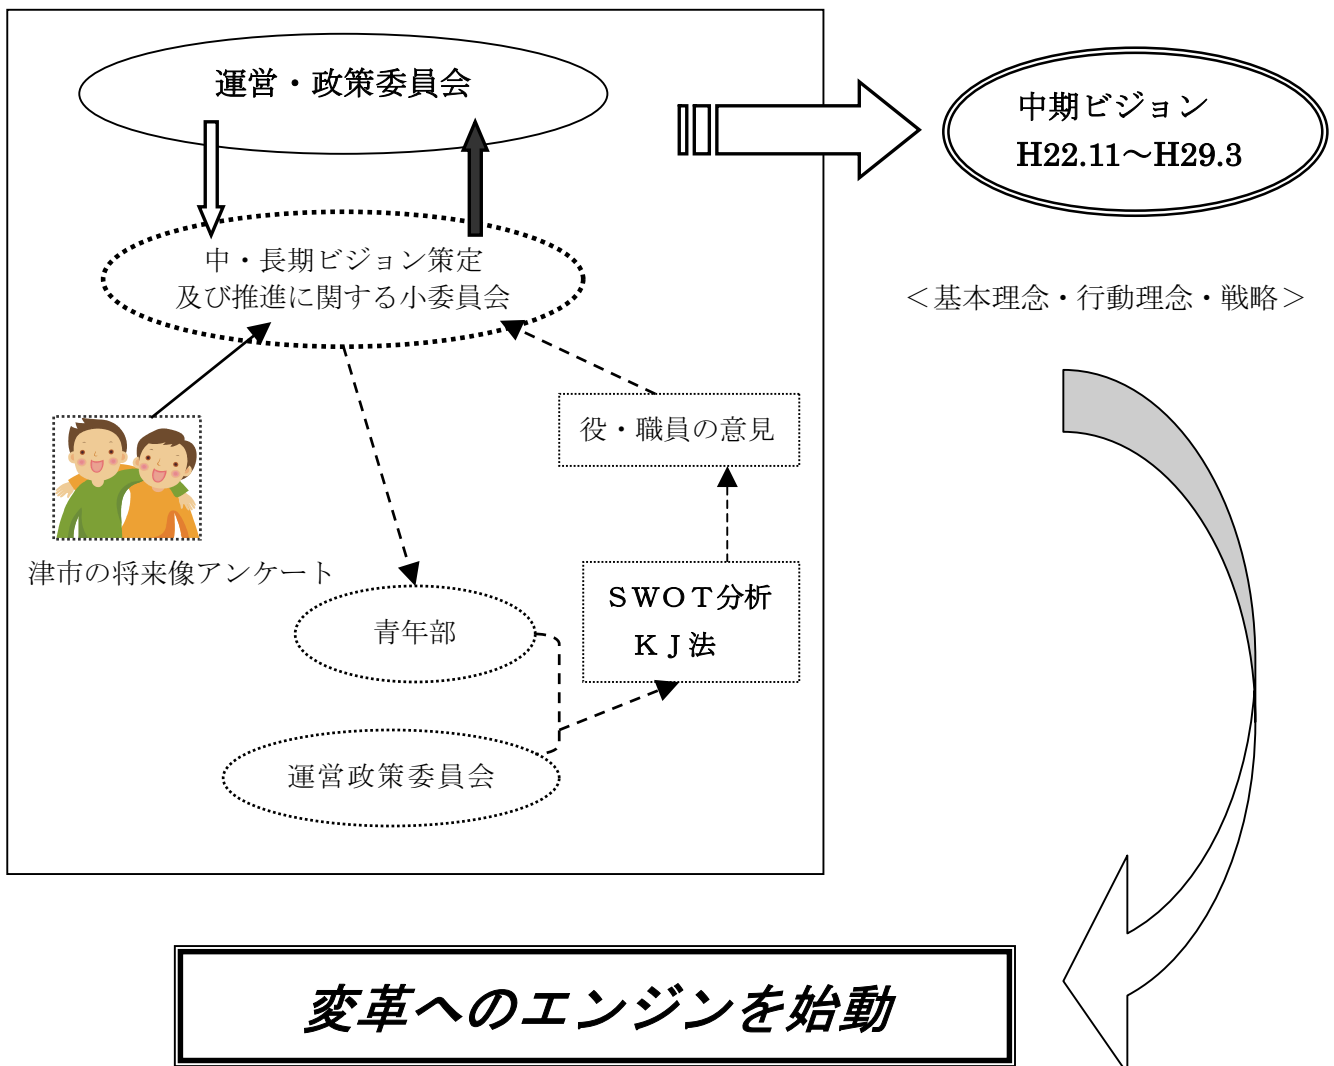 運営・政策委員会
中期ビジョン
H22.11～H29.3
中・長期ビジョン策定
及び推進に関する小委員会
＜基本理念・行動理念・戦略＞
役・職員の意見
津市の将来像アンケート
ＳＷＯＴ分析
ＫＪ法
青年部
運営政策委員会
変革へのエンジンを始動